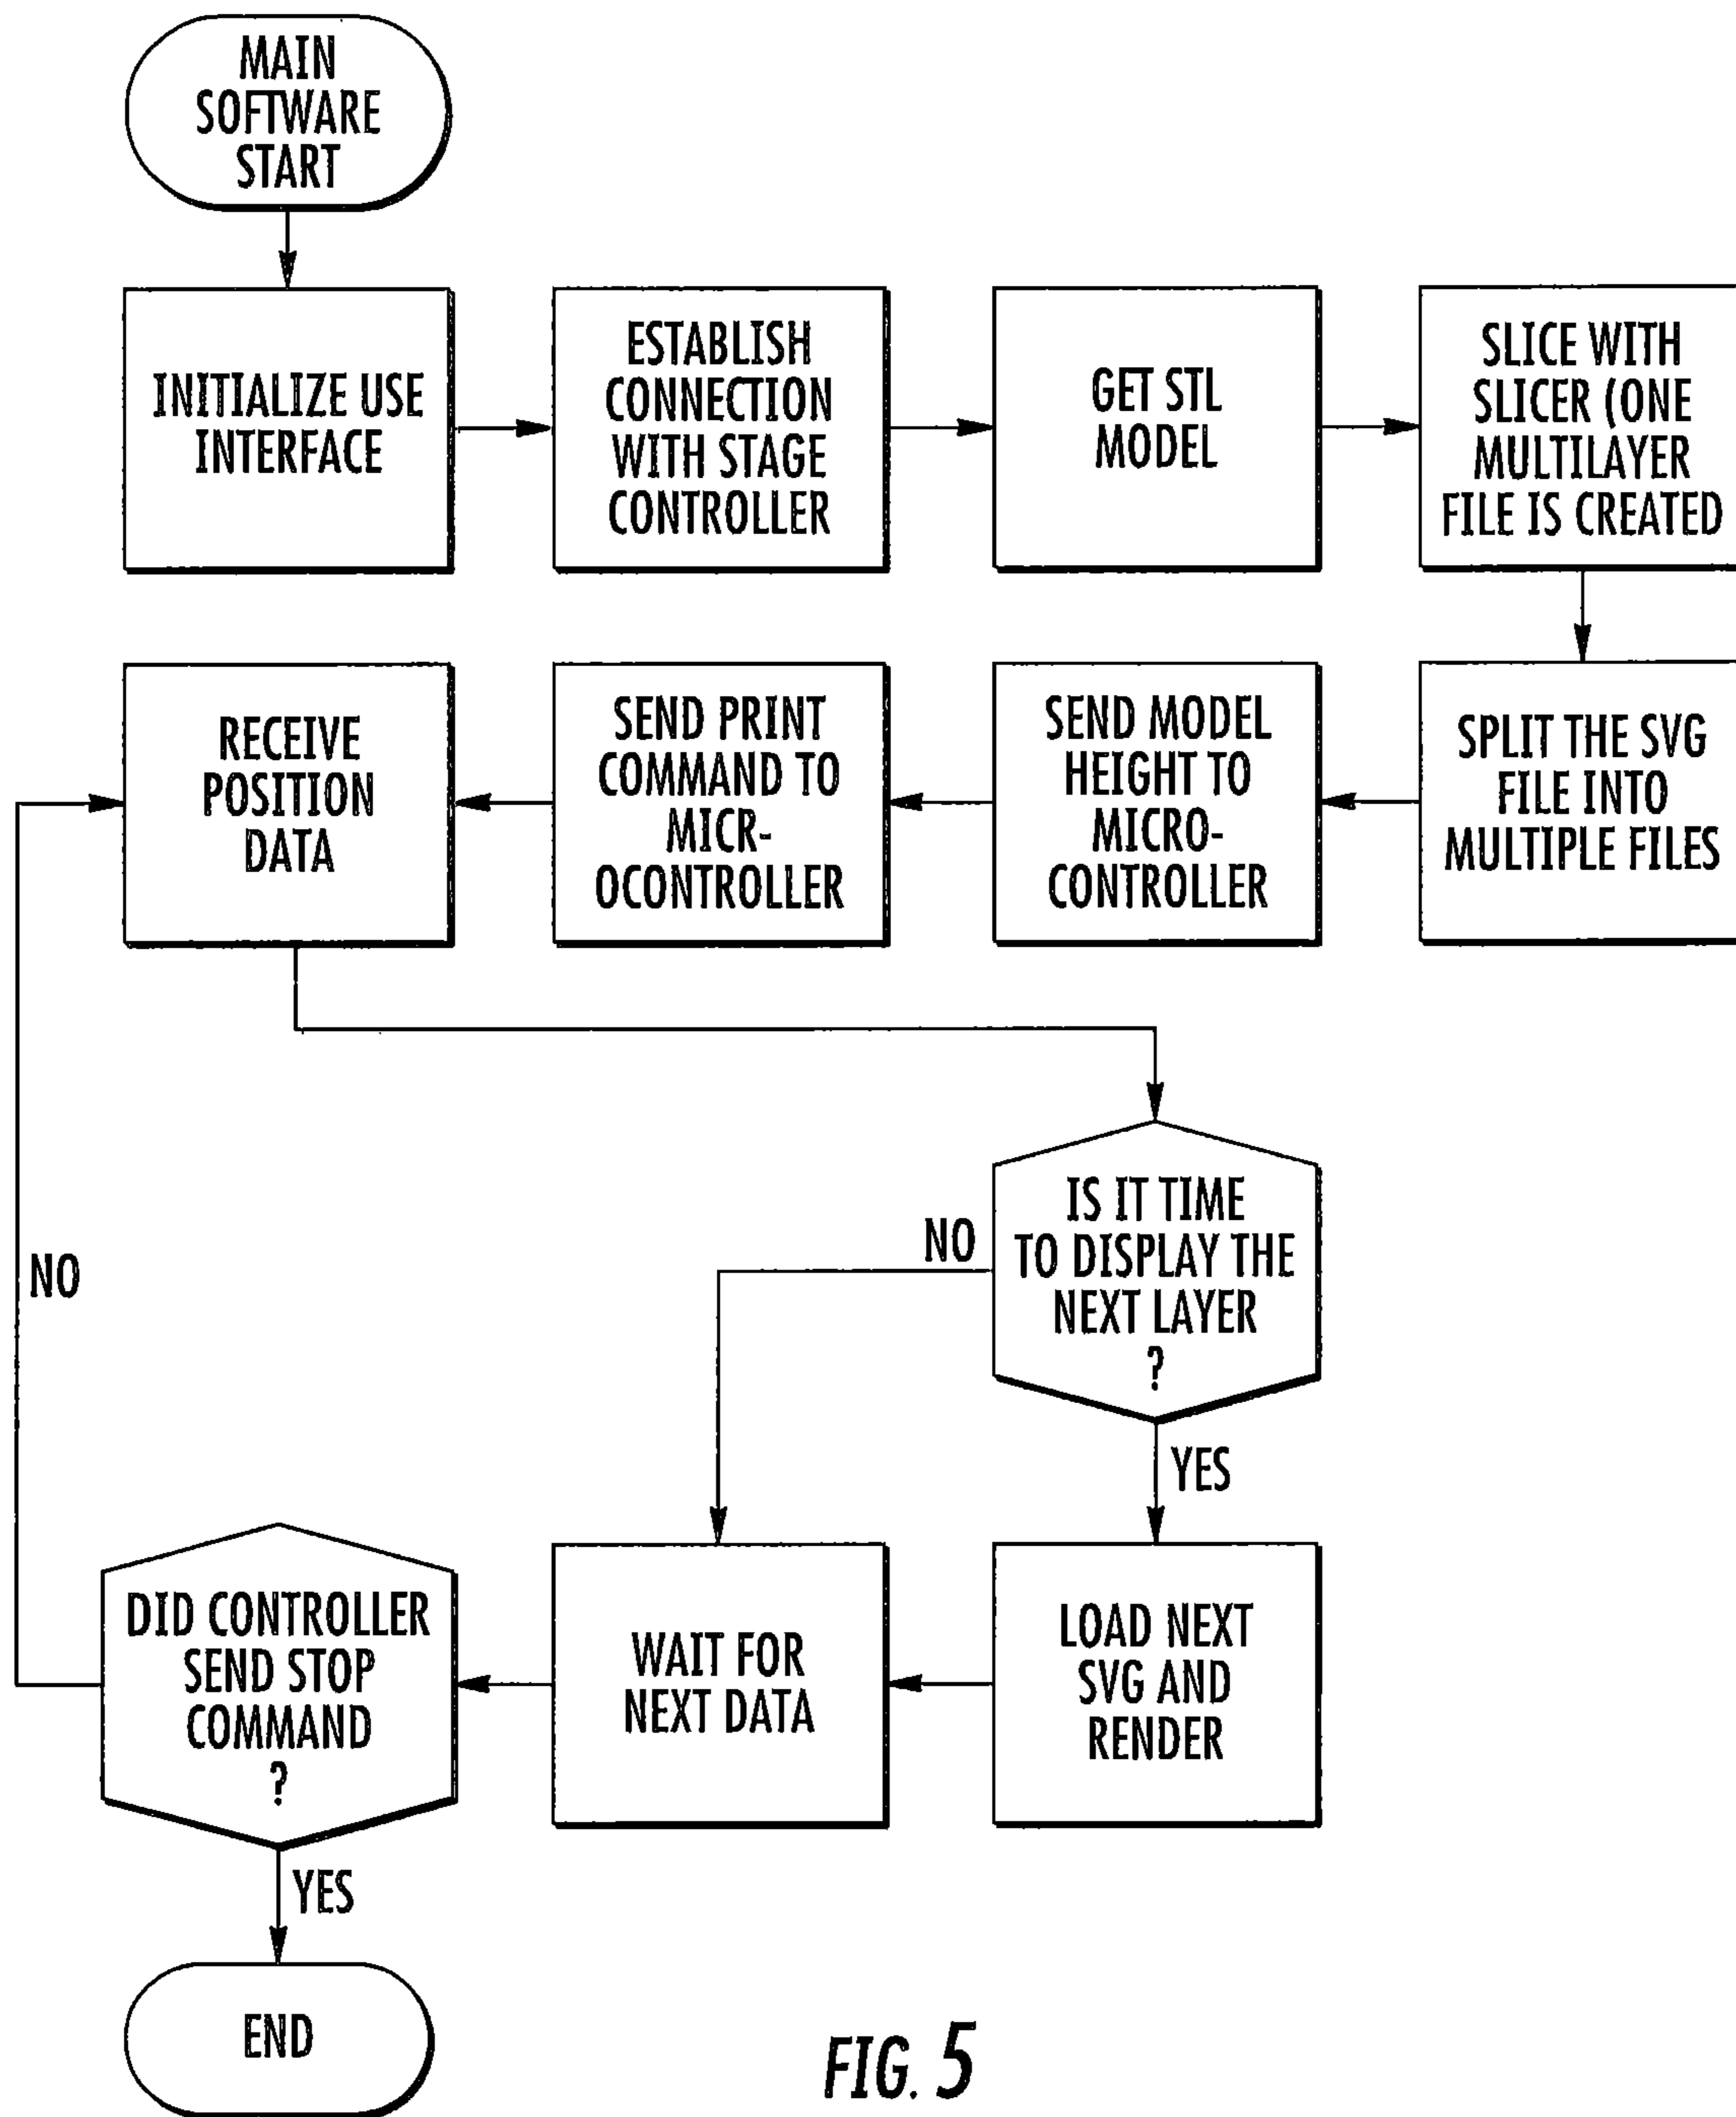 MAIN
SOFTWARE
START
INITIALIZE USE
INTERFACE
ESTABLISH
CONNECTION
WITH STAGE
CONTROLLER
GET STL
MODEL
SLICE WITH
SLICER (ONE
MULTILAYER
FILE IS CREATED
SPLIT THE SVG
FILE INTO
MULTIPLE FILES
SEND MODEL
HEIGHT TO
MICRO-
CONTROLLER
SEND PRINT
COMMAND TO
MICR-
OCONTROLLER
RECEIVE
POSITION
DATA
IS IT TIME
TO DISPLAY THE
NEXT LAYER
?
NO
YES
LOAD NEXT
SVG AND
RENDER
WAIT FOR
NEXT DATA
DID CONTROLLER
SEND STOP
COMMAND
?
NO
YES
END
FIG. 5